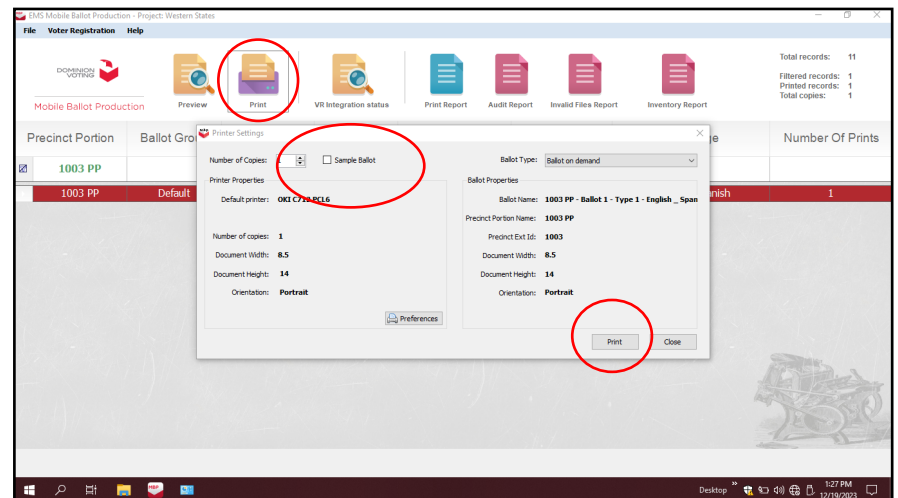 EMS Mobile Ballot Production - Project: Western States
File Voter Registration Help
DOMINION
VOTING
Mobile Ballot Production
Preview
Print
VR Integration status
Print Report
Audit Report
Invalid Files Report
Inventory Report
Total records: 11
Filtered records: 1
Printed records: 1
Total copies: 1
Precinct Portion
Ballot Gro
ge
Number Of Prints
1003 PP
1003 PP
Default
nish
1
Printer Settings
Number of Copies:
Sample Ballot
Printer Properties
Default printer: OKI C712 PCL6
Number of copies: 1
Document Width: 8.5
Document Height: 14
Orientation: Portrait
Preferences
Ballot Type: Ballot on demand
Ballot Properties
Ballot Name: 1003 PP - Ballot 1 - Type 1 - English _ Span
Precinct Portion Name: 1003 PP
Precinct Ext Id: 1003
Document Width: 8.5
Document Height: 14
Orientation: Portrait
Print
Close
MBP
Desktop
1:27 PM
12/19/2023